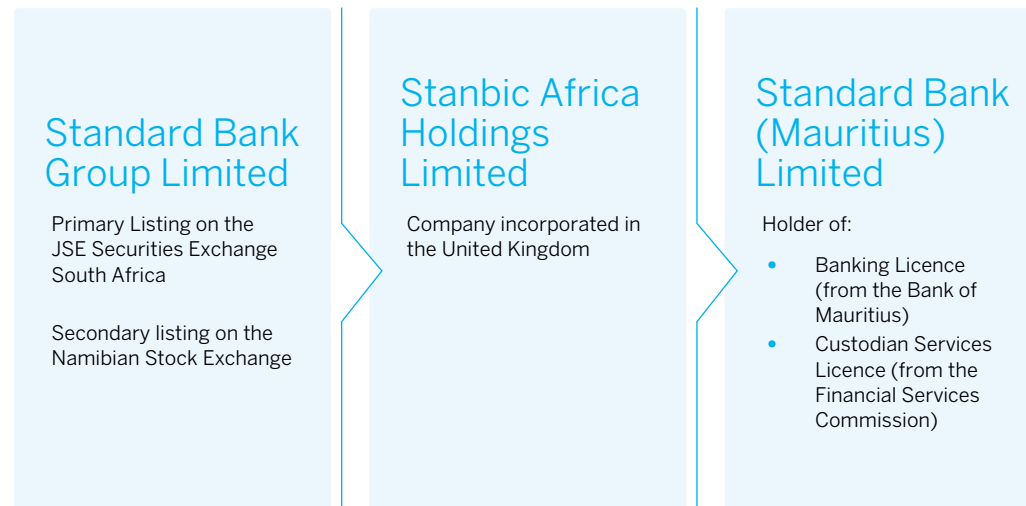 Standard Bank
Group Limited
Primary Listing on the
JSE Securities Exchange
South Africa
Secondary listing on the
Namibian Stock Exchange
Stanbic Africa
Holdings
Limited
Company incorporated in
the United Kingdom
Standard Bank
(Mauritius)
Limited
Holder of:
• Banking Licence
(from the Bank of
Mauritius)
• Custodian Services
Licence (from the
Financial Services
Commission)